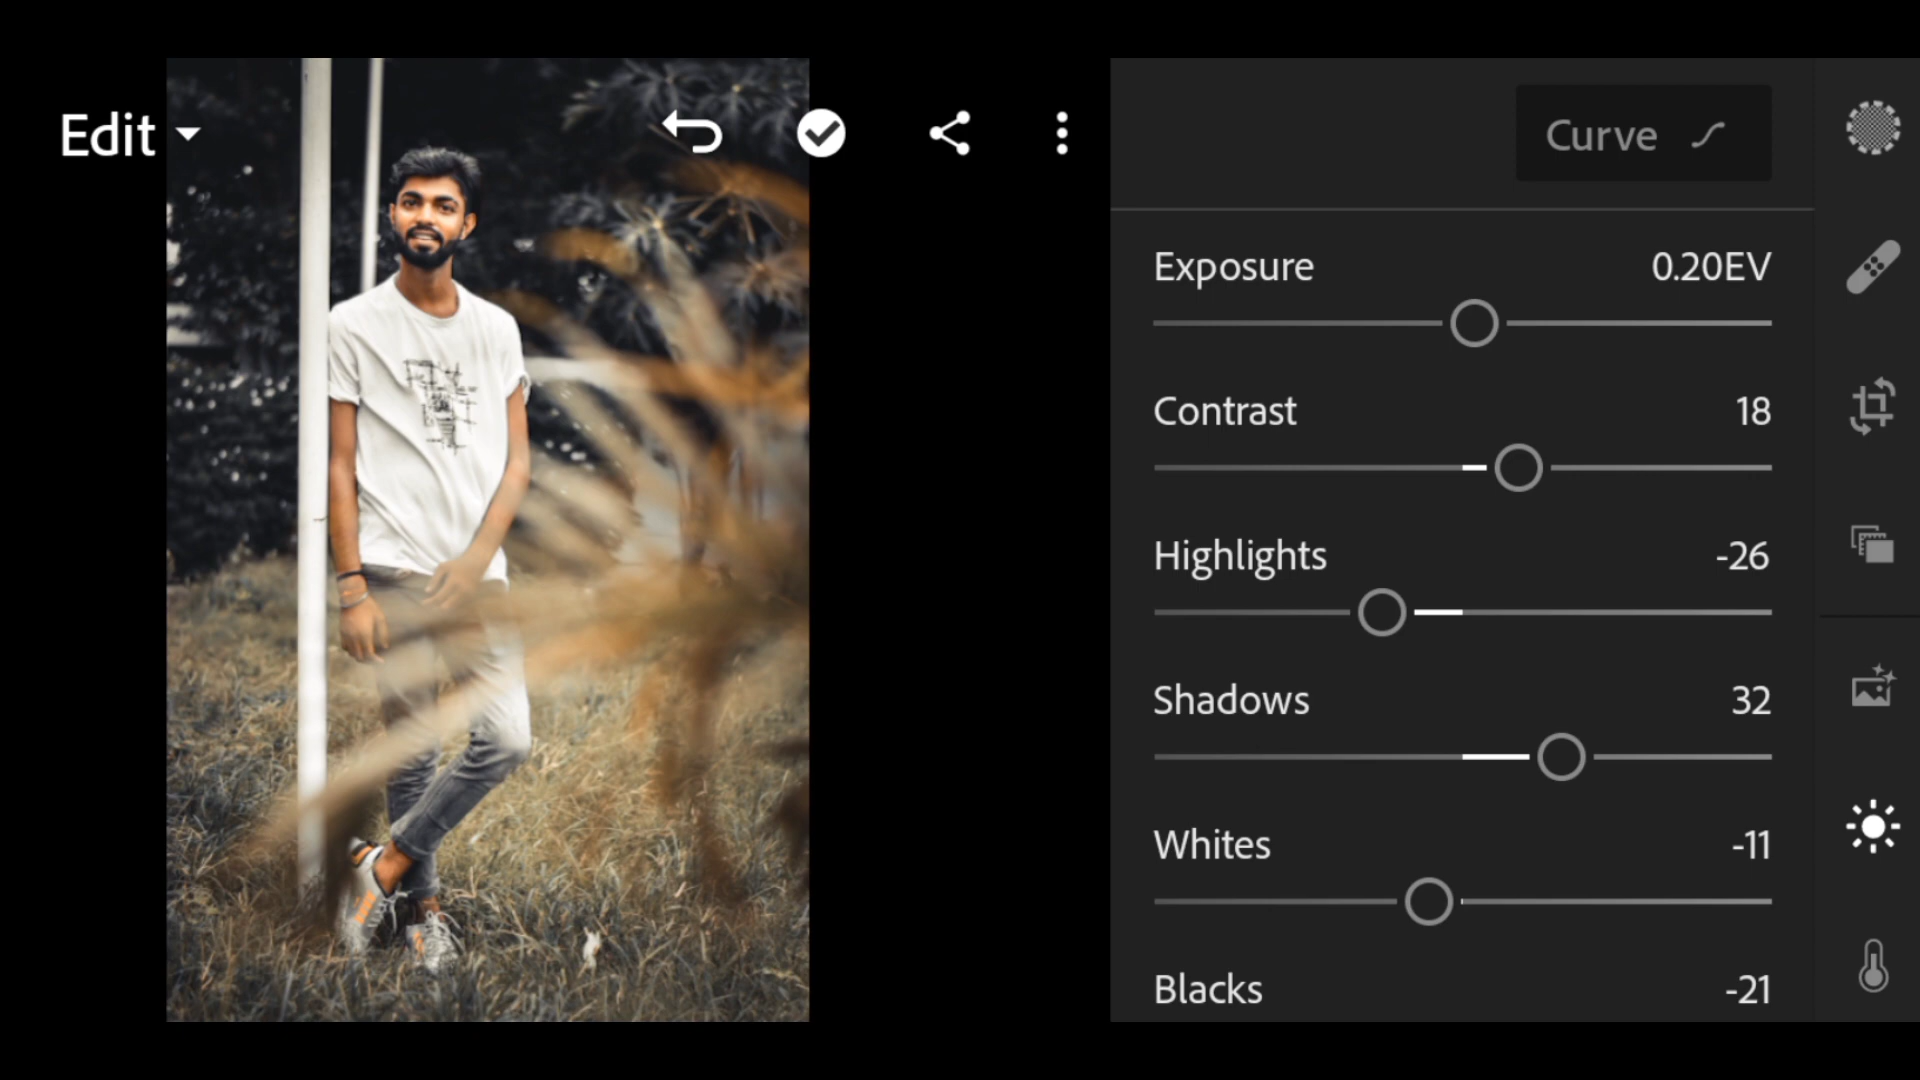 Edit
Curve
Exposure 0.20EV
Contrast 18
Highlights -26
Shadows 32
Whites -11
Blacks -21